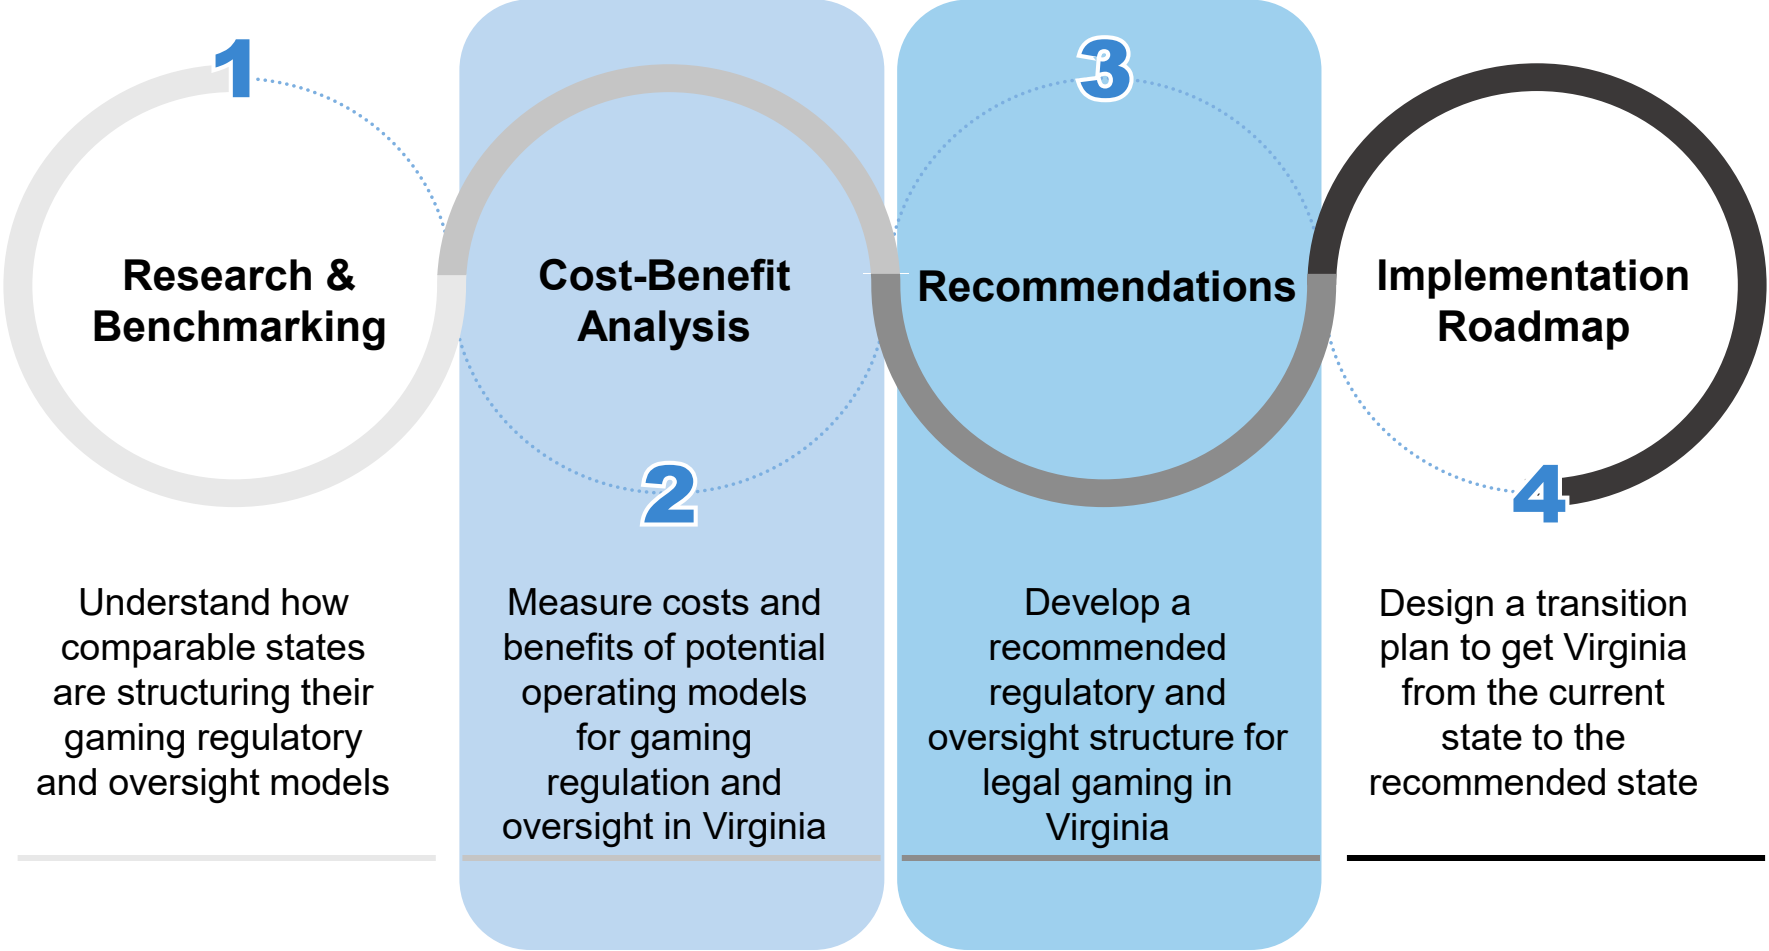 1
Research &
Benchmarking
Understand how
comparable states
are structuring their
gaming regulatory
and oversight models
Cost-Benefit
Analysis
2
Measure costs and
benefits of potential
operating models
for gaming
regulation and
oversight in Virginia
3
Recommendations
Develop a
recommended
regulatory and
oversight structure for
legal gaming in
Virginia
Implementation
Roadmap
4
Design a transition
plan to get Virginia
from the current
state to the
recommended state